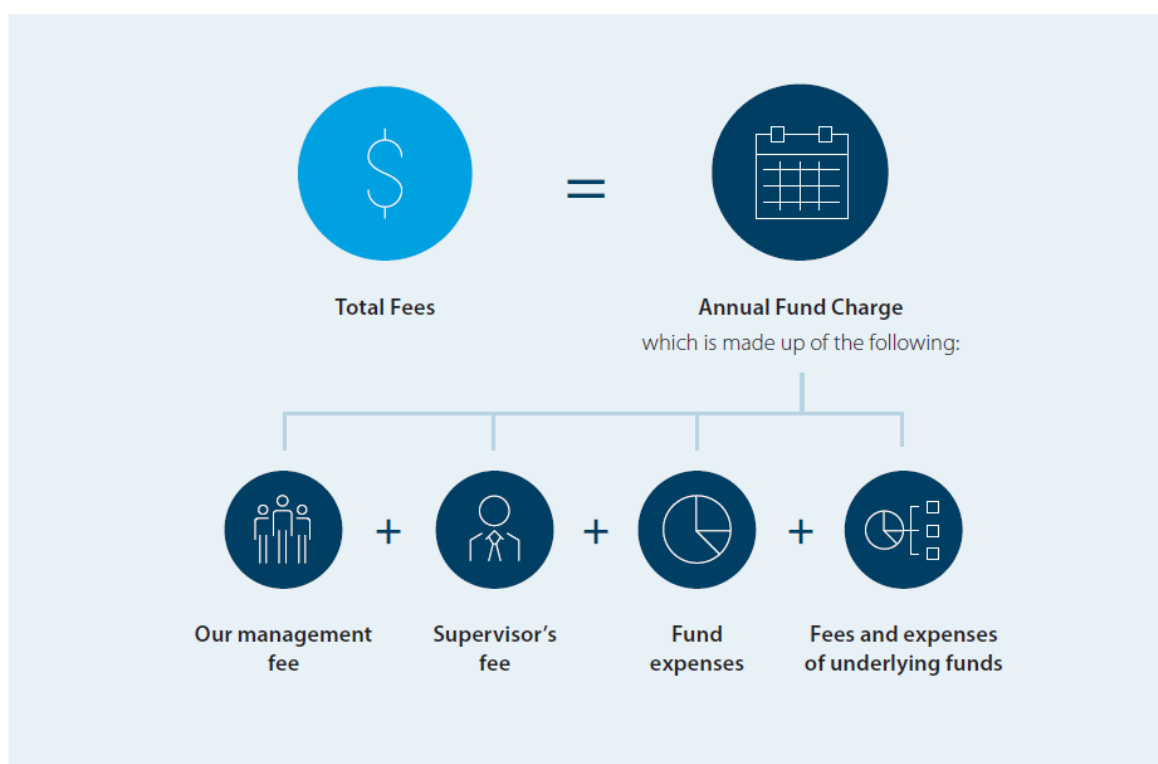 $
=
Total Fees
Annual Fund Charge
which is made up of the following:
+ + +
Our management
fee
Supervisor's
fee
Fund
expenses
Fees and expenses
of underlying funds